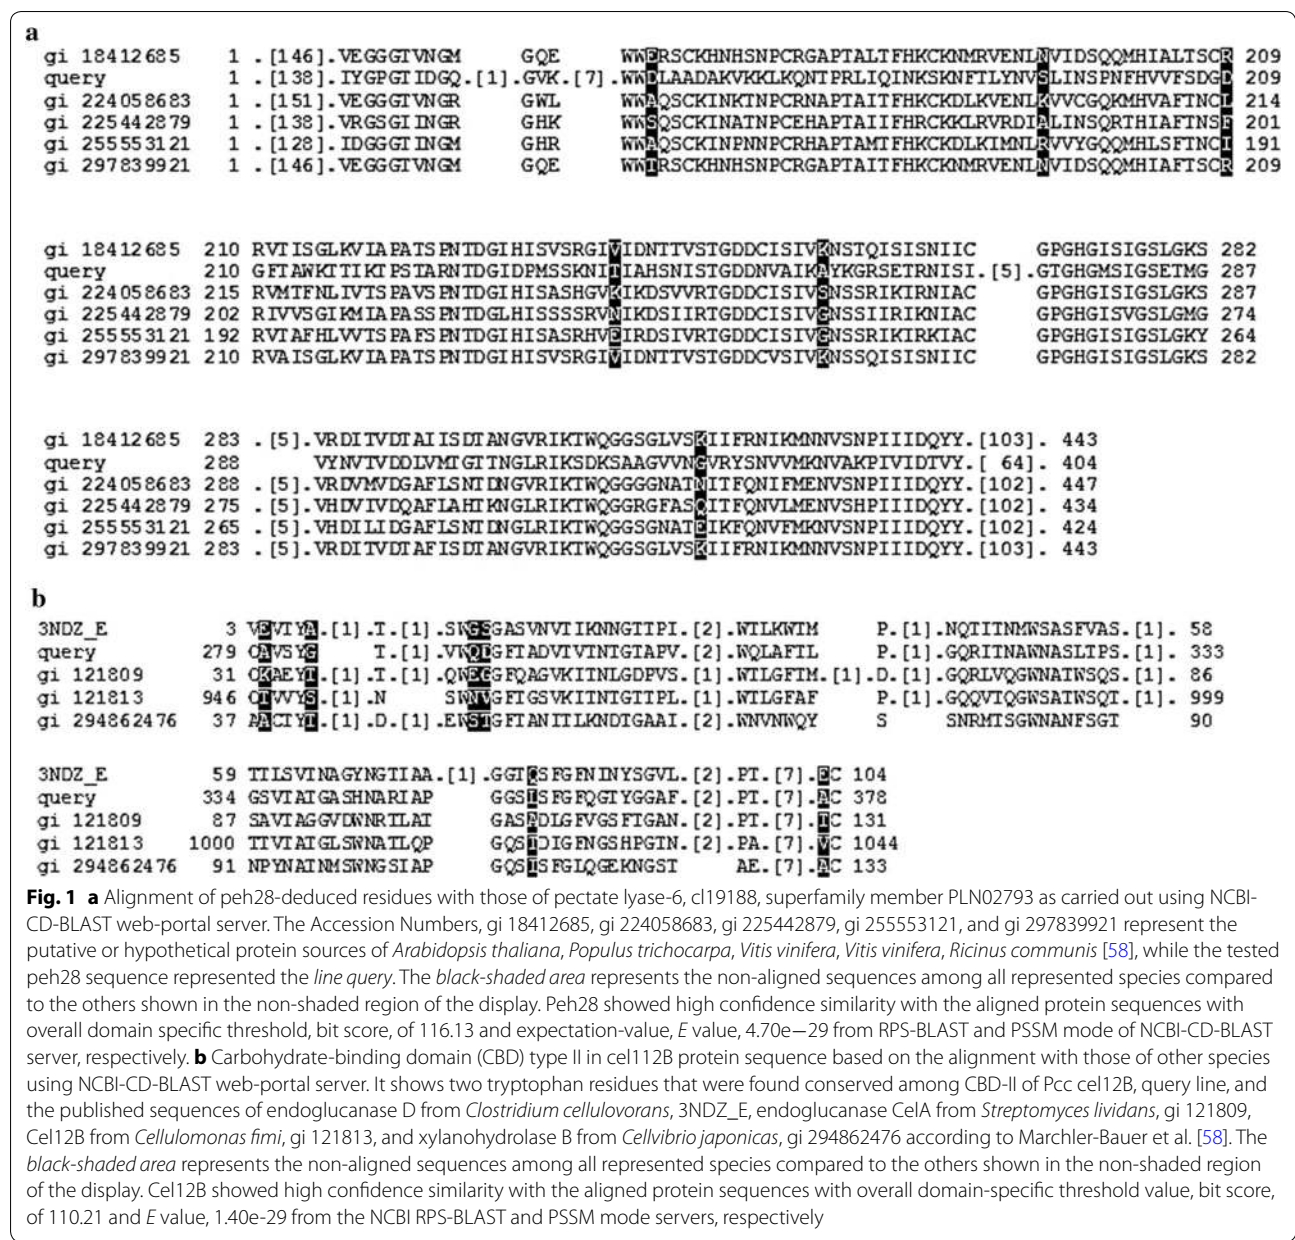 a
gi 18412685 1 .[146].VEGGGTVNGM GQE WWERSCKHNHSNPCRGAPTALTFHKCKNMRVENLNVIDSQQMHIALTSCR 209
query 1 .[138].IYGPGTIDGQ.[1].GVK.[7].WWDLAADAKVKKLKQNTPRLIQINKSKNFTLYNVSLINSPNFHVVFSDGD 209
gi 224058683 1 .[151].VEGGGTVNGR GWL WWAQSCKINKTNPCRNAPTAITFHKCKDLKVENLKVVCGQKMHVAFTNCL 214
gi 225442879 1 .[138].VRGSGIINGR GHK WWSQSCKINATNPCEHAPTAIIFHRCKKLRVRDIALINSQRTHIAFTNSF 201
gi 255553121 1 .[128].IDGGGTINGM GHR WWAQSCKINPNNPCRHAPTAMTFHKCKDLKIMNLRVVYGQQMHLSFTNCI 191
gi 297839921 1 .[146].VEGGGTVNGM GQE WWTRSCKHNHSNPCRGAPTAITFHKCKNMRVENLNVIDSQQMHIAFTSCR 209
gi 18412685 210 RVTISGLKVIAPATSPNTDGIHISVSRGIVIDNTTVSTGDDCISIVKNSTQISISNIIC GPGHGISIGSLGKS 282
query 210 GFTAWKTTIKTPSTARNTDGIDPMSSKNITIAHSNISTGDDNVAIKAYKGRSETRNISI.[5].GTGHGMSIGSETMG 287
gi 224058683 215 RVMTFNLIVTSPAVSPNTDGIHISASHGVKIKDSVVRTGDDCISIVSNSSRIKIRNIAC GPGHGISIGSLGKS 287
gi 225442879 202 RIVVSGIKMIAPASSPNTDGLHISSSSRVNIKDSIIRTGDDCISIVGNSSIIRIKNVIC GPGHGISVGSLGMG 274
gi 255553121 192 RVTAFHLVVTSPAFSPNTDGIHISASRHVEIRDSIVRTGDDCISIVGNSSRIKIRKIAC GPGHGISIGSLGKY 264
gi 297839921 210 RVAISGLKVIAPATSPNTDGIHISVSRGIVIDNTTVSTGDDCVSIVKNSSQISISNIIC GPGHGISIGSLGKS 282
gi 18412685 283 .[5].VRDITVDTAIISDTANGVRIKTWQGGSGLVSKIIFRNIKMNNVSNPIIIDQYY.[103]. 443
query 288 VYNVTVDDLVMTGTTNGLRIKSDKSAAGVVNGVRYSNVVMKNVAKPIVIDTVY.[ 64]. 404
gi 224058683 288 .[5].VRDVMVDGAFLSNTDNGVRIKTWQGGGGNATNITFQNIFMENVSNPIIIDQYY.[102]. 447
gi 225442879 275 .[5].VHDVIVDQAFLAHTKNGLRIKTWQGGRGFASQITFQNVLMENVSHPIIIDQYY.[102]. 434
gi 255553121 265 .[5].VHDILIDGAFLSNTDNGLRIKTWQGGSGNATEIKFQNVFMKNVSNPIIIDQYY.[102]. 424
gi 297839921 283 .[5].VRDITVDTAFISDTANGVRIKTWQGGSGLVSKIIFRNIKMNNVSNPIIIDQYY.[103]. 443
b
3NDZ_E 3 VEVTYA.[1].T.[1].SWGSGASVNVTIKNNGTTPI.[2].WTLKWTM P.[1].NQTITNMWSASFVAS.[1]. 58
query 279 CAVSYG T.[1].VWQDGFTADVTVTNTGTAPV.[2].WQLAFTL P.[1].GQRITNAWNASLTPS.[1]. 333
gi 121809 31 CKAEYT.[1].T.[1].QWEGGFQAGVKITNLGDPVS.[1].WTLGFTM.[1].D.[1].GQRLVQGWNATWSQS.[1]. 86
gi 121813 946 CTVVYS.[1].N SWNVGFTGSVKITNTGTTPL.[1].WTLGFAF P.[1].GQQVTQGWSATWSQT.[1]. 999
gi 294862476 37 AACTYT.[1].D.[1].EWSTGFTANITLKNDTGAAI.[2].WNVNWQY S SNRMTSGWNANFSGT 90
3NDZ_E 59 TTLSVTNAGYNGTIAA.[1].GGTQSFGFNINYSGVL.[2].PT.[7].EC 104
query 334 GSVTATGASHNARIAP GGSLSFGFQGTYGGAF.[2].PT.[7].AC 378
gi 121809 87 SAVTAGGVDWNRTLAT GASADLGFVGSFTGAN.[2].PT.[7].IC 131
gi 121813 1000 TTVTATGLSWNATLQP GQSTDIGFNGSHPGTN.[2].PA.[7].VC 1044
gi 294862476 91 NPYNATNMSWNGSIAP GQSISFGLQGEKNGST AE.[7].AC 133
Fig. 1 a Alignment of peh28-deduced residues with those of pectate lyase-6, cl19188, superfamily member PLN02793 as carried out using NCBI-
CD-BLAST web-portal server. The Accession Numbers, gi 18412685, gi 224058683, gi 225442879, gi 255553121, and gi 297839921 represent the
putative or hypothetical protein sources of Arabidopsis thaliana, Populus trichocarpa, Vitis vinifera, Vitis vinifera, Ricinus communis [58], while the tested
peh28 sequence represented the line query. The black-shaded area represents the non-aligned sequences among all represented species compared
to the others shown in the non-shaded region of the display. Peh28 showed high confidence similarity with the aligned protein sequences with
overall domain specific threshold, bit score, of 116.13 and expectation-value, E value, 4.70e−29 from RPS-BLAST and PSSM mode of NCBI-CD-BLAST
server, respectively. b Carbohydrate-binding domain (CBD) type II in cel112B protein sequence based on the alignment with those of other species
using NCBI-CD-BLAST web-portal server. It shows two tryptophan residues that were found conserved among CBD-II of Pcc cel12B, query line, and
the published sequences of endoglucanase D from Clostridium cellulovorans, 3NDZ_E, endoglucanase CelA from Streptomyces lividans, gi 121809,
Cel12B from Cellulomonas fimi, gi 121813, and xylanohydrolase B from Cellvibrio japonicas, gi 294862476 according to Marchler-Bauer et al. [58]. The
black-shaded area represents the non-aligned sequences among all represented species compared to the others shown in the non-shaded region
of the display. Cel12B showed high confidence similarity with the aligned protein sequences with overall domain-specific threshold value, bit score,
of 110.21 and E value, 1.40e-29 from the NCBI RPS-BLAST and PSSM mode servers, respectively